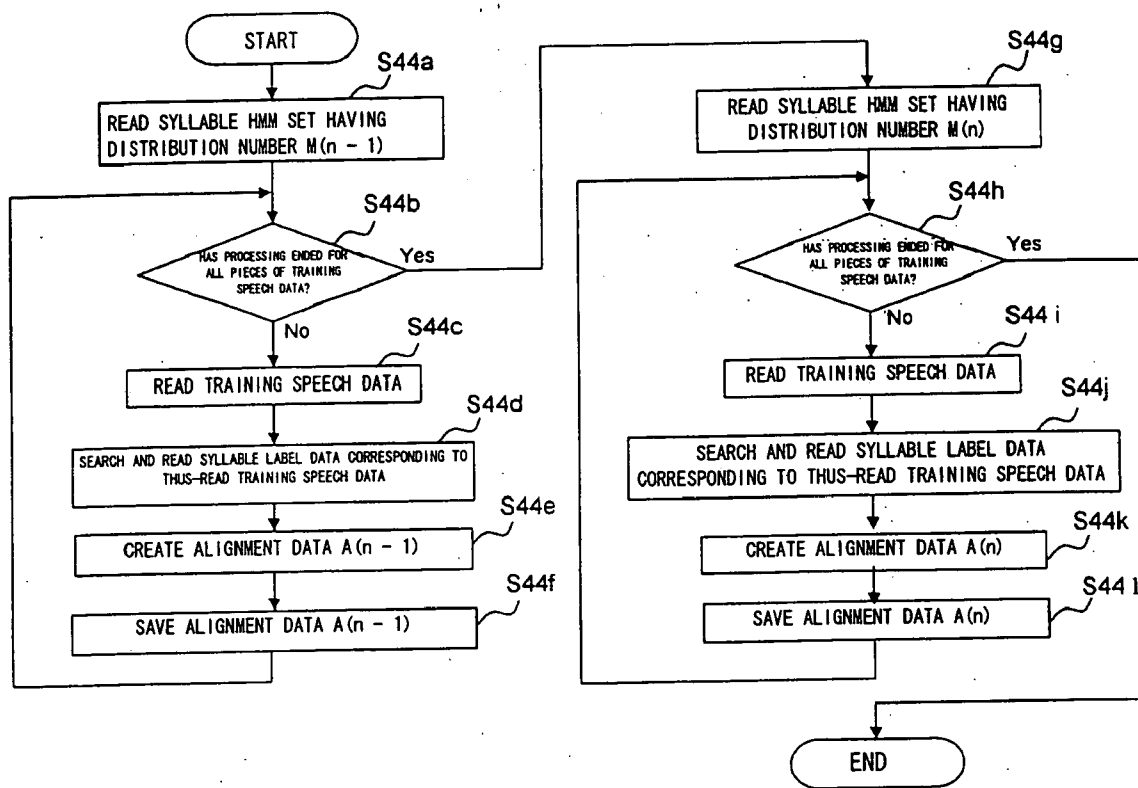 START
S44a
READ SYLLABLE HMM SET HAVING
DISTRIBUTION NUMBER M(n - 1)
S44b
HAS PROCESSING ENDED FOR
ALL PIECES OF TRAINING
SPEECH DATA?
Yes
No
S44c
READ TRAINING SPEECH DATA
S44d
SEARCH AND READ SYLLABLE LABEL DATA CORRESPONDING TO
THUS-READ TRAINING SPEECH DATA
S44e
CREATE ALIGNMENT DATA A(n - 1)
S44f
SAVE ALIGNMENT DATA A(n - 1)
S44g
READ SYLLABLE HMM SET HAVING
DISTRIBUTION NUMBER M(n)
S44h
HAS PROCESSING ENDED FOR
ALL PIECES OF TRAINING
SPEECH DATA?
Yes
No
S44i
READ TRAINING SPEECH DATA
S44j
SEARCH AND READ SYLLABLE LABEL DATA
CORRESPONDING TO THUS-READ TRAINING SPEECH DATA
S44k
CREATE ALIGNMENT DATA A(n)
S44l
SAVE ALIGNMENT DATA A(n)
END